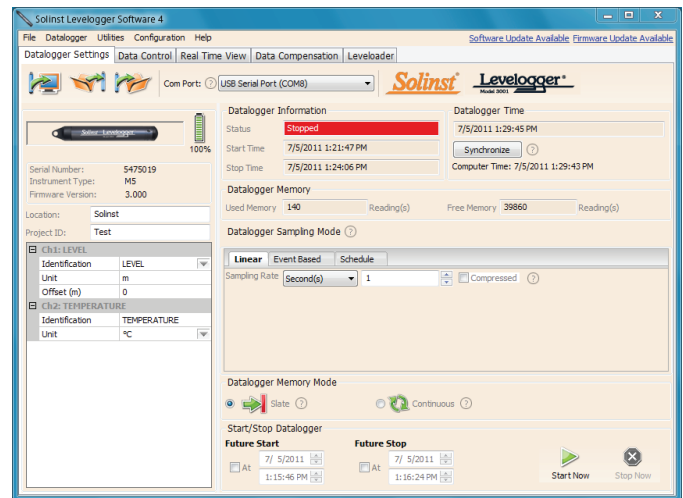 Solinst Levelogger Software 4
File Datalogger Utilities Configuration Help Software Update Available Firmware Update Available
Datalogger Settings Data Control Real Time View Data Compensation Leveloader
Com Port: ? USB Serial Port (COM8) Solinst Levelogger
Model 3001
Datalogger Information Datalogger Time
Status Stopped 7/5/2011 1:29:45 PM
Solinst Levelogger
100% Start Time 7/5/2011 1:21:47 PM Synchronize ?
Serial Number: 5475019 Stop Time 7/5/2011 1:24:06 PM Computer Time: 7/5/2011 1:29:43 PM
Instrument Type: M5
Firmware Version: 3.000
Datalogger Memory
Used Memory 140 Reading(s) Free Memory 39860 Reading(s)
Location: Solinst
Project ID: Test Datalogger Sampling Mode ?
Ch1: LEVEL Linear Event Based Schedule
Identification LEVEL Sampling Rate Second(s) 1 Compressed ?
Unit m
Offset (m) 0
Ch2: TEMPERATURE
Identification TEMPERATURE
Unit °C
Datalogger Memory Mode
Slate ? Continuous ?
Start/Stop Datalogger
Future Start Future Stop
At 7/ 5/2011 At 7/ 5/2011
1:15:46 PM 1:16:24 PM Start Now Stop Now